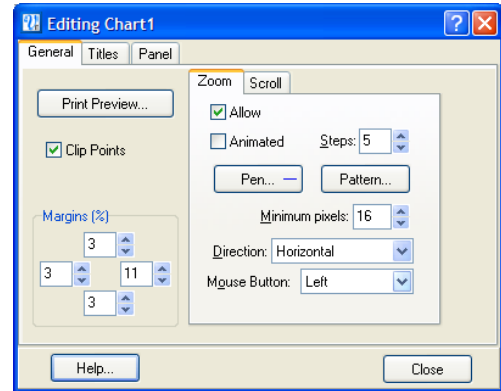 Editing Chart1
General Titles Panel
Print Preview...
Clip Points
Margins (%)
3
3 11
3
Zoom Scroll
Allow
Animated Steps: 5
Pen... Pattern...
Minimum pixels: 16
Direction: Horizontal
Mouse Button: Left
Help... Close